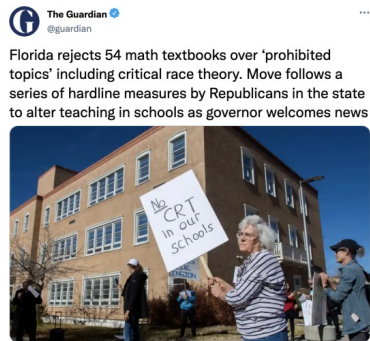 The Guardian
@guardian
Florida rejects 54 math textbooks over ‘prohibited
topics’ including critical race theory. Move follows a
series of hardline measures by Republicans in the state
to alter teaching in schools as governor welcomes news
No
CRT
in our
schools